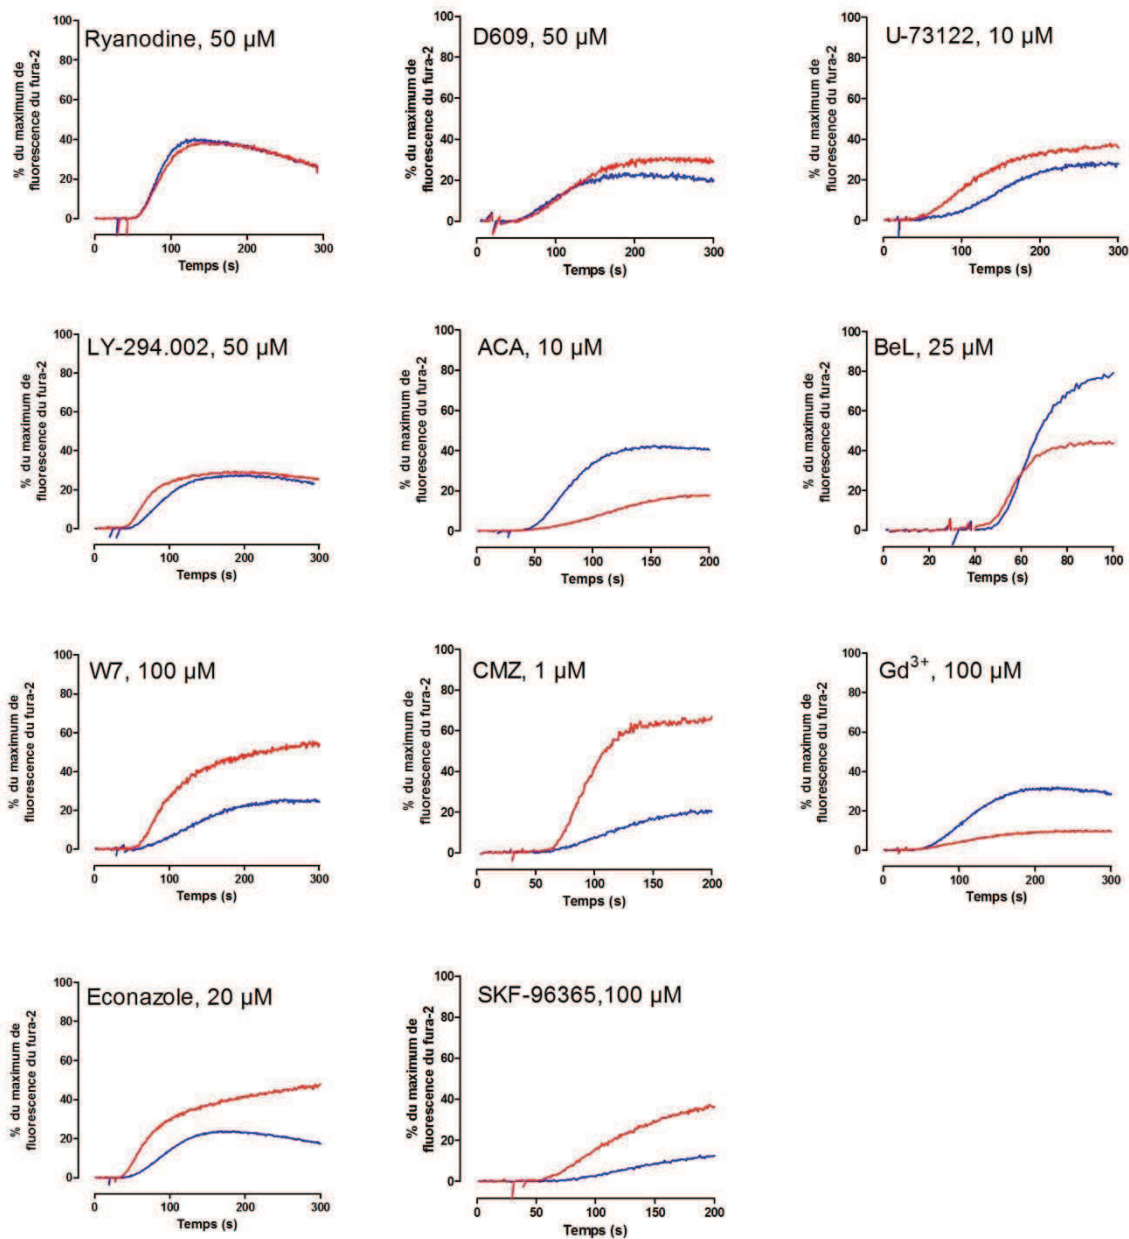 Ryanodine, 50 µM
% du maximum de
fluorescence du fura-2
100
80
60
40
20
0
0 100 200 300
Temps (s)
D609, 50 µM
% du maximum de
fluorescence du fura-2
100
80
60
40
20
0
0 100 200 300
Temps (s)
U-73122, 10 µM
% du maximum de
fluorescence du fura-2
100
80
60
40
20
0
0 100 200 300
Temps (s)
LY-294.002, 50 µM
% du maximum de
fluorescence du fura-2
100
80
60
40
20
0
0 100 200 300
Temps (s)
ACA, 10 µM
% du maximum de
fluorescence du fura-2
100
80
60
40
20
0
0 50 100 150 200
Temps (s)
BeL, 25 µM
% du maximum de
fluorescence du fura-2
100
80
60
40
20
0
0 20 40 60 80 100
Temps (s)
W7, 100 µM
% du maximum de
fluorescence du fura-2
100
80
60
40
20
0
0 100 200 300
Temps (s)
CMZ, 1 µM
% du maximum de
fluorescence du fura-2
100
80
60
40
20
0
0 50 100 150 200
Temps (s)
Gd³⁺, 100 µM
% du maximum de
fluorescence du fura-2
100
80
60
40
20
0
0 100 200 300
Temps (s)
Econazole, 20 µM
% du maximum de
fluorescence du fura-2
100
80
60
40
20
0
0 100 200 300
Temps (s)
SKF-96365,100 µM
% du maximum de
fluorescence du fura-2
100
80
60
40
20
0
0 50 100 150 200
Temps (s)